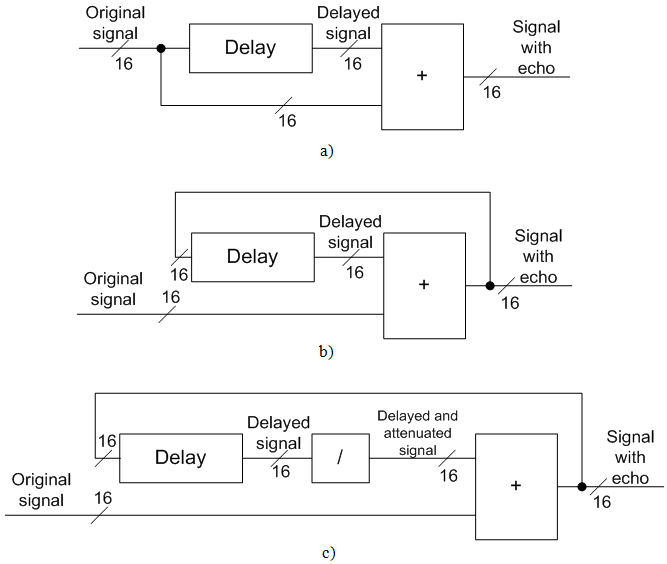 Original
signal
16
Delay
Delayed
signal
16
16
+
Signal
with
echo
16
a)
Original
signal
16
16
Delay
Delayed
signal
16
+
Signal
with
echo
16
b)
Original
signal
16
16
Delay
Delayed
signal
16
/
Delayed and
attenuated
signal
16
+
Signal
with
echo
16
c)